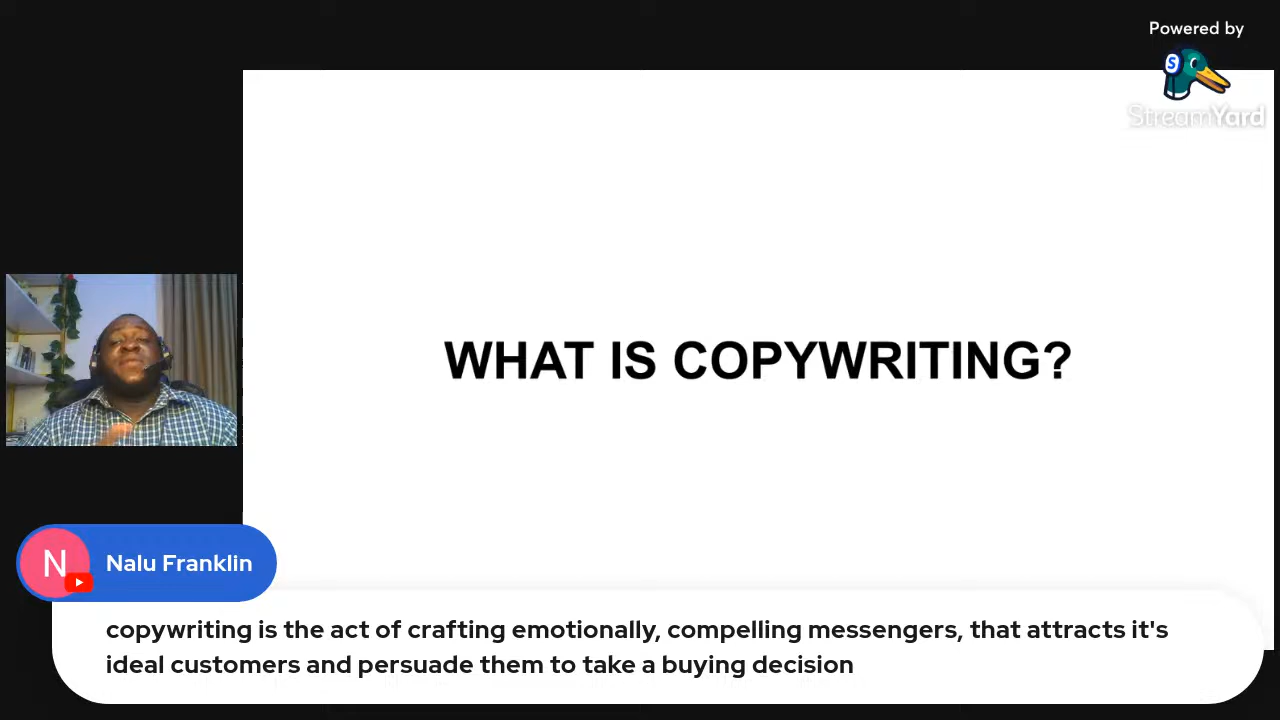 Powered by
S
StreamYard
WHAT IS COPYWRITING?
N
Nalu Franklin
copywriting is the act of crafting emotionally, compelling messengers, that attracts it's
ideal customers and persuade them to take a buying decision